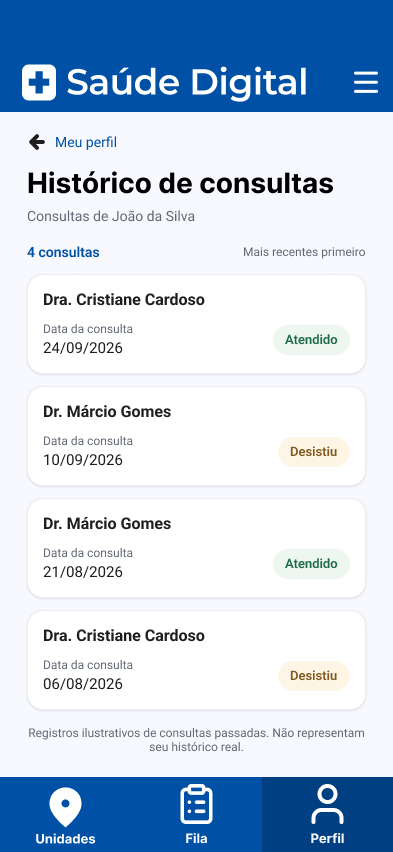 Saúde Digital
Meu perfil
Histórico de consultas
Consultas de João da Silva
4 consultas
Mais recentes primeiro
Dra. Cristiane Cardoso
Data da consulta
24/09/2026
Atendido
Dr. Márcio Gomes
Data da consulta
10/09/2026
Desistiu
Dr. Márcio Gomes
Data da consulta
21/08/2026
Atendido
Dra. Cristiane Cardoso
Data da consulta
06/08/2026
Desistiu
Registros ilustrativos de consultas passadas. Não representam
seu histórico real.
Unidades
Fila
Perfil